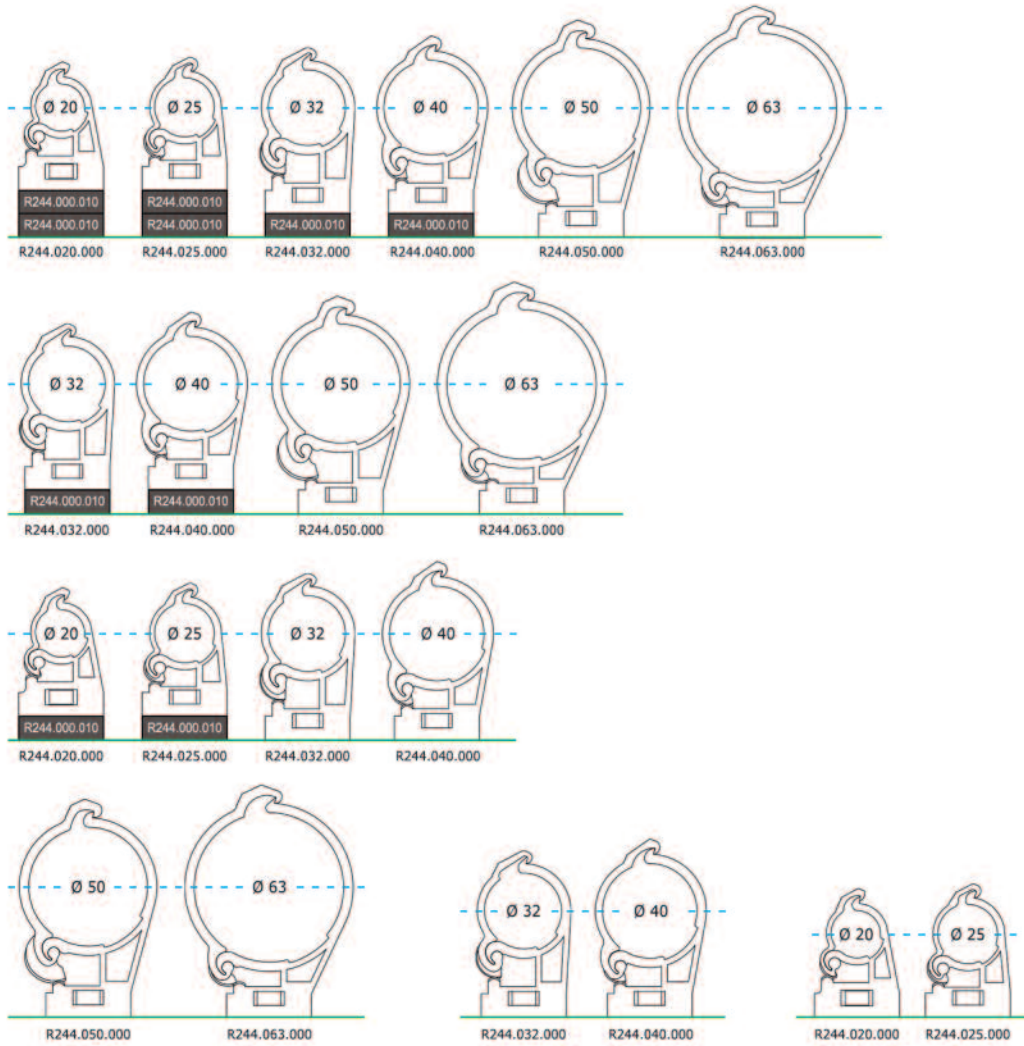 Ø 20 Ø 25 Ø 32 Ø 40 Ø 50 Ø 63
R244.000.010 R244.000.010
R244.000.010 R244.000.010 R244.000.010 R244.000.010
R244.020.000 R244.025.000 R244.032.000 R244.040.000 R244.050.000 R244.063.000
Ø 32 Ø 40 Ø 50 Ø 63
R244.000.010 R244.000.010
R244.032.000 R244.040.000 R244.050.000 R244.063.000
Ø 20 Ø 25 Ø 32 Ø 40
R244.000.010 R244.000.010
R244.020.000 R244.025.000 R244.032.000 R244.040.000
Ø 50 Ø 63 Ø 32 Ø 40 Ø 20 Ø 25
R244.050.000 R244.063.000 R244.032.000 R244.040.000 R244.020.000 R244.025.000